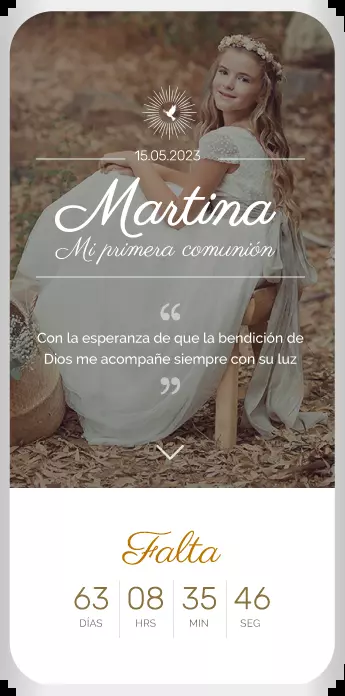 15.05.2023
Martina
Mi primera comunión
“
Con la esperanza de que la bendición de
Dios me acompañe siempre con su luz
”
Falta
63 08 35 46
DÍAS HRS MIN SEG